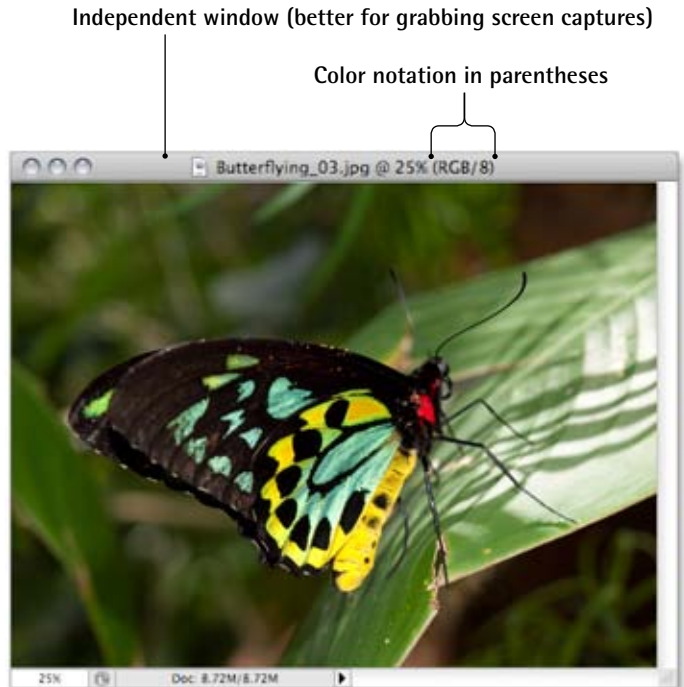 Independent window (better for grabbing screen captures)
Color notation in parentheses
Butterflying_03.jpg @ 25% (RGB/8)
25%
Doc: 8.72M/8.72M